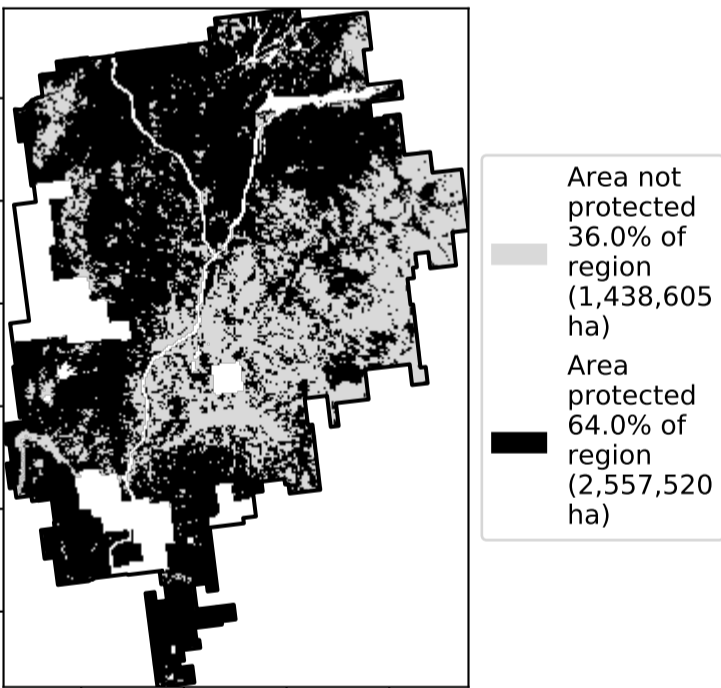 Area not
protected
36.0% of
region
(1,438,605
ha)
Area
protected
64.0% of
region
(2,557,520
ha)